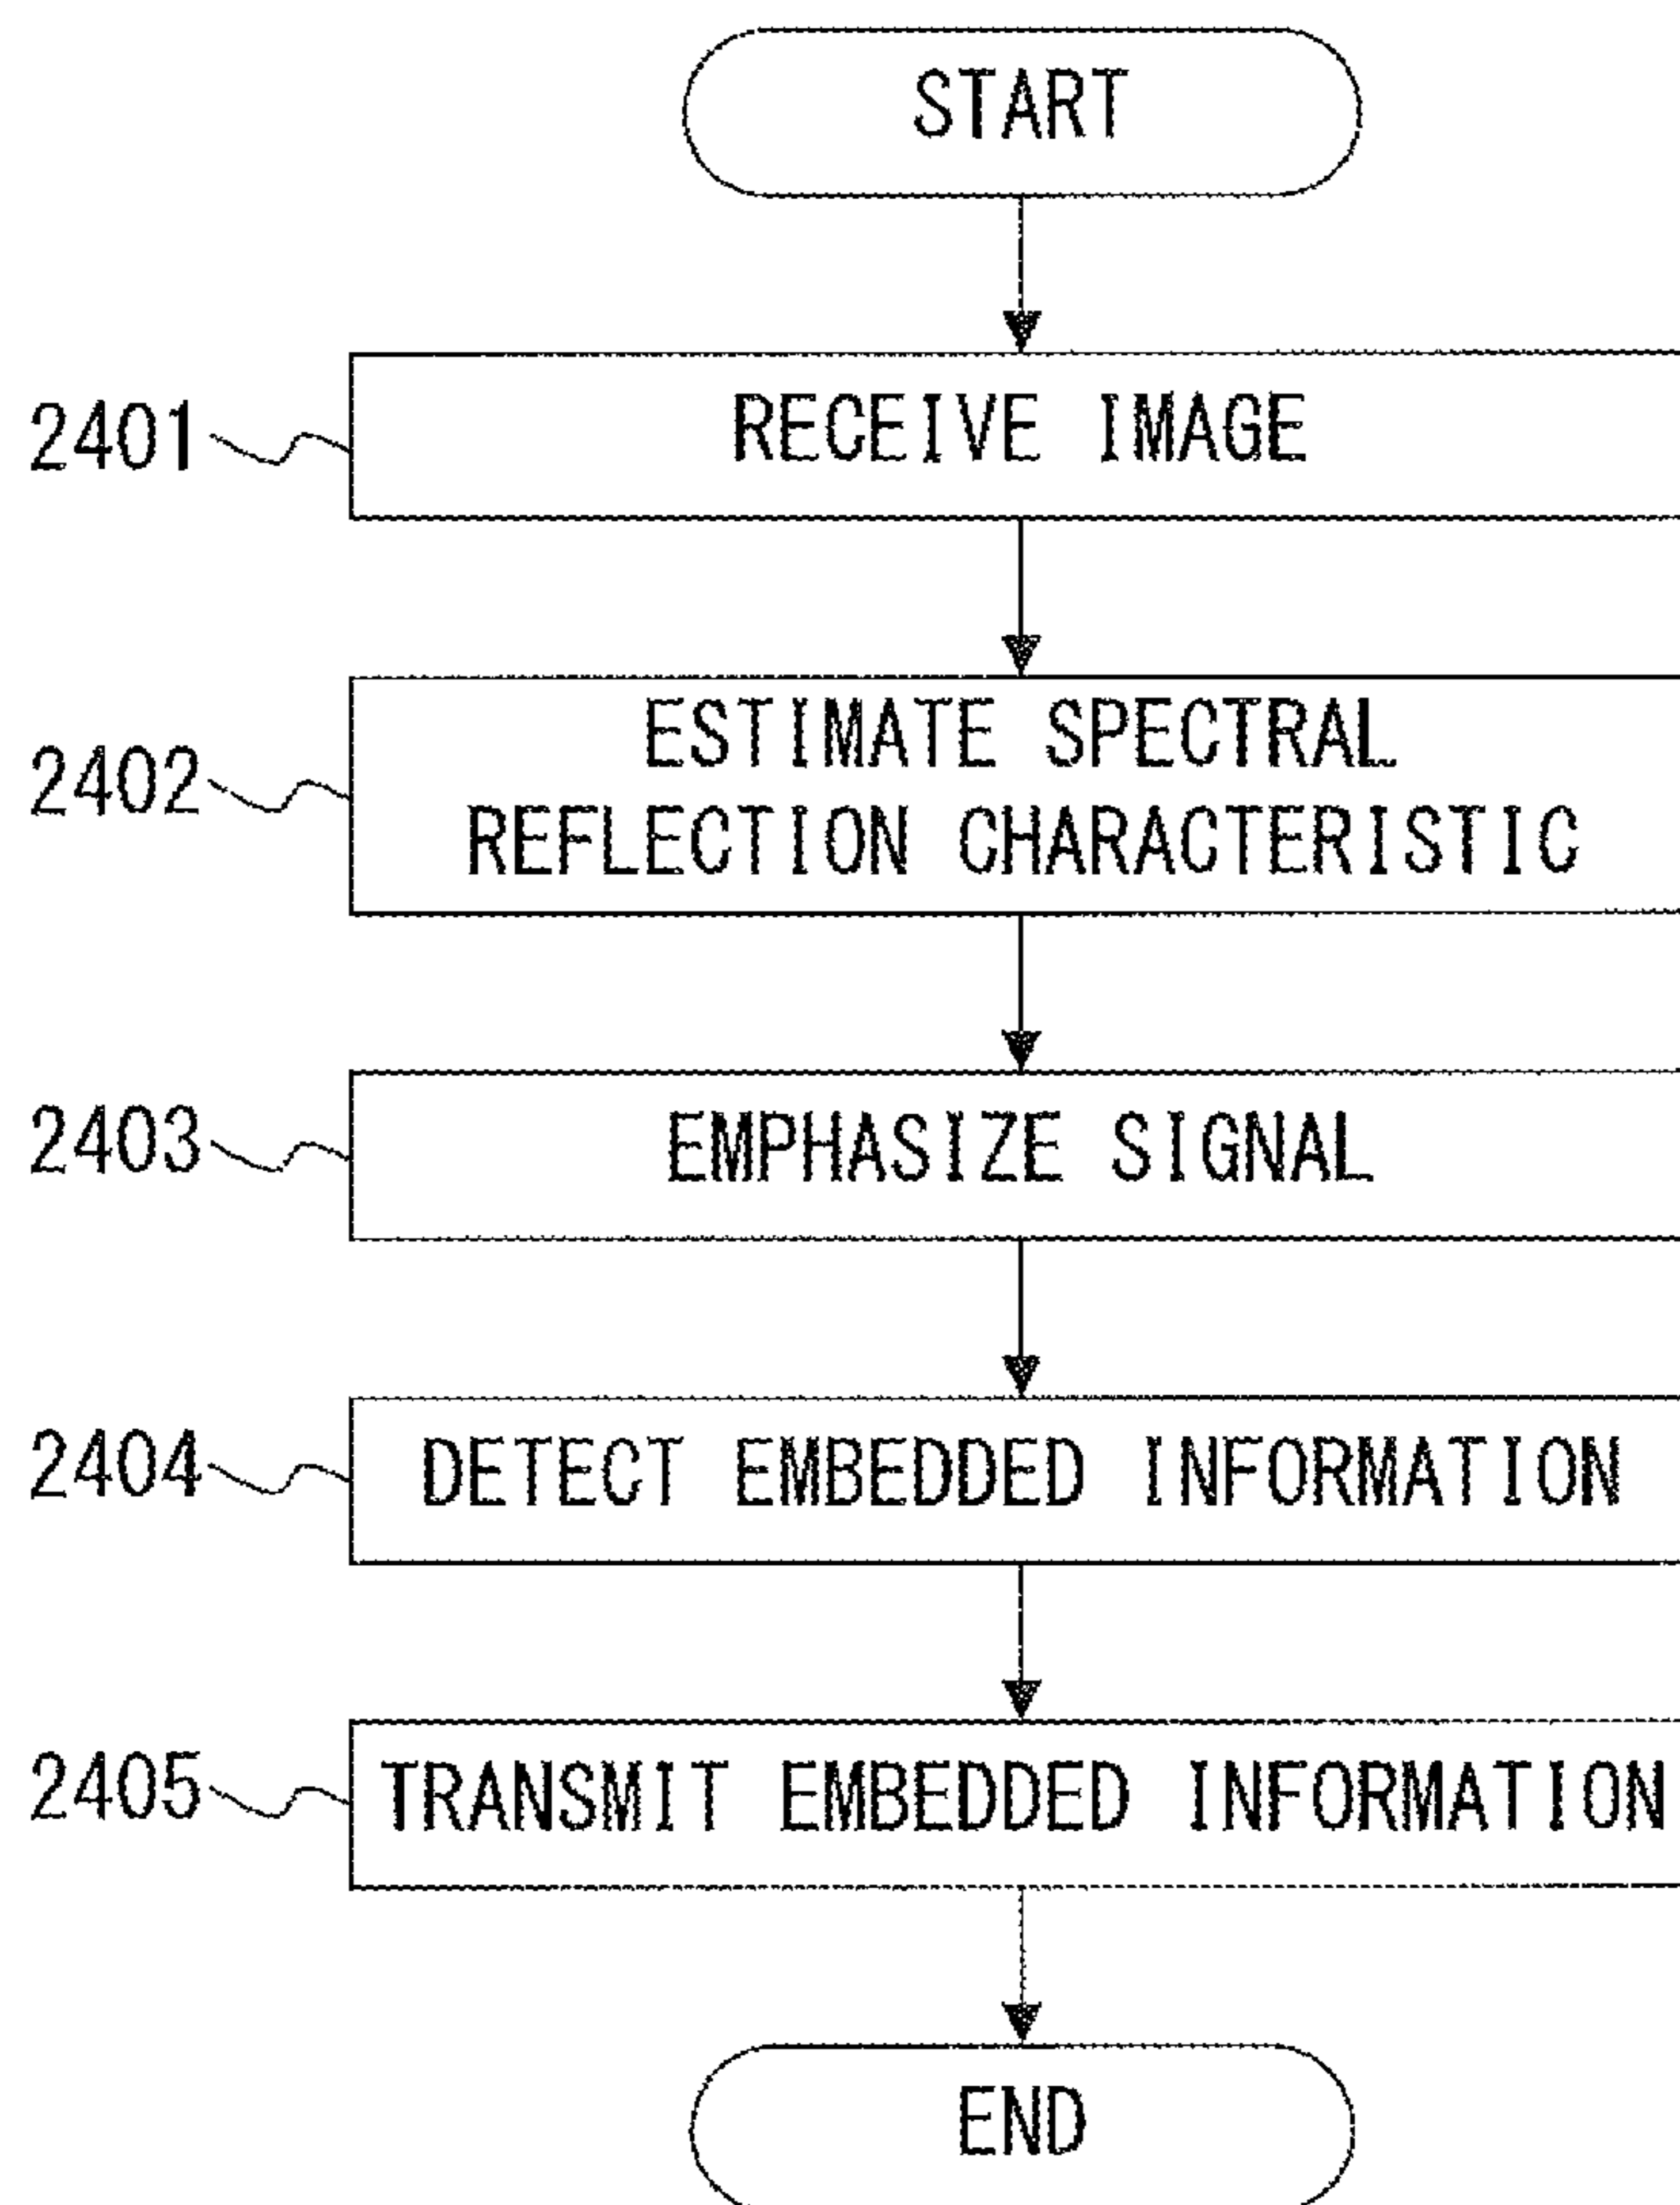 START
2401
RECEIVE IMAGE
2402
ESTIMATE SPECTRAL
REFLECTION CHARACTERISTIC
2403
EMPHASIZE SIGNAL
2404
DETECT EMBEDDED INFORMATION
2405
TRANSMIT EMBEDDED INFORMATION
END